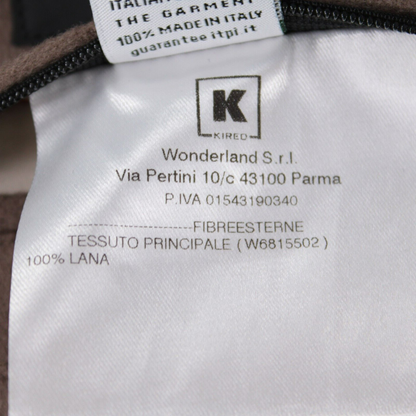 THE GARMENT
100% MADE IN ITALY
guarantee itpi.it
K
KIRED
Wonderland S.r.l.
Via Pertini 10/c 43100 Parma
P.IVA 01543190340
-----------------------FIBREESTERNE
TESSUTO PRINCIPALE ( W6815502 )
100% LANA